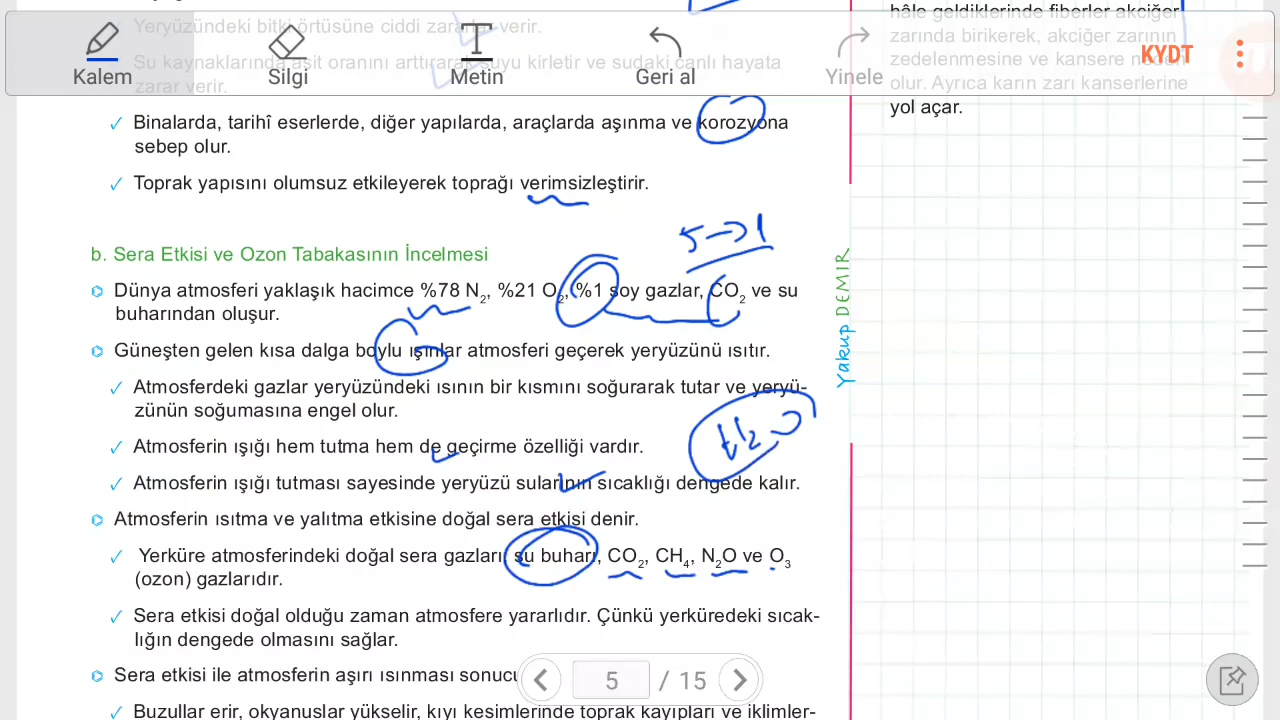 Yeryüzündeki bitki örtüsüne ciddi zararlar verir.
Su kaynaklarında asit oranını arttırarak suyu kirletir ve sudaki canlı hayata
zarar verir.
Kalem
Silgi
Metin
Geri al
Yinele
KYDT
hâle geldiklerinde fiberler akciğer
zarında birikerek, akciğer zarının
zedelenmesine ve kansere neden
olur. Ayrıca karın zarı kanserlerine
yol açar.
✓ Binalarda, tarihî eserlerde, diğer yapılarda, araçlarda aşınma ve korozyona
sebep olur.
✓ Toprak yapısını olumsuz etkileyerek toprağı verimsizleştirir.
5→1
b. Sera Etkisi ve Ozon Tabakasının İncelmesi
Dünya atmosferi yaklaşık hacimce %78 N₂, %21 O₂, %1 soy gazlar, CO₂ ve su
buharından oluşur.
Güneşten gelen kısa dalga boylu ışınlar atmosferi geçerek yeryüzünü ısıtır.
✓ Atmosferdeki gazlar yeryüzündeki ısının bir kısmını soğurarak tutar ve yeryü-
zünün soğumasına engel olur.
✓ Atmosferin ışığı hem tutma hem de geçirme özelliği vardır.
H₂O
✓ Atmosferin ışığı tutması sayesinde yeryüzü sularının sıcaklığı dengede kalır.
Atmosferin ısıtma ve yalıtma etkisine doğal sera etkisi denir.
✓ Yerküre atmosferindeki doğal sera gazları su buharı, CO₂, CH₄, N₂O ve O₃
(ozon) gazlarıdır.
✓ Sera etkisi doğal olduğu zaman atmosfere yararlıdır. Çünkü yerküredeki sıcak-
lığın dengede olmasını sağlar.
Sera etkisi ile atmosferin aşırı ısınması sonucu
✓ Buzullar erir, okyanuslar yükselir, kıyı kesimlerinde toprak kayıpları ve iklimler-
5 / 15
Yakup DEMIR